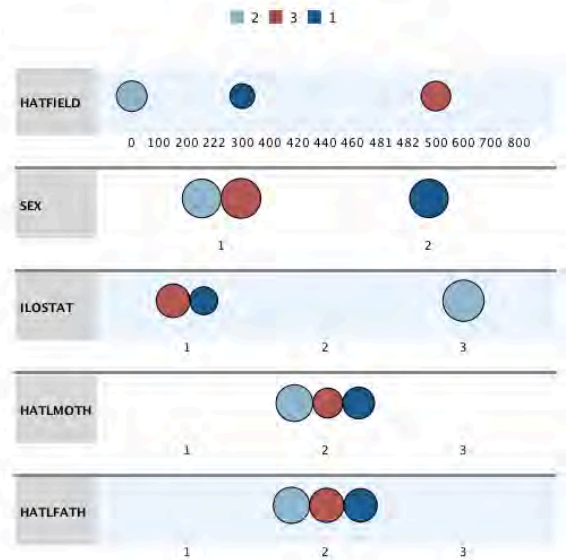 2 3 1
HATFIELD
0 100 200 222 300 400 420 440 460 481 482 500 600 700 800
SEX
1 2
ILOSTAT
1 2 3
HATLMOTH
1 2 3
HATLFATH
1 2 3